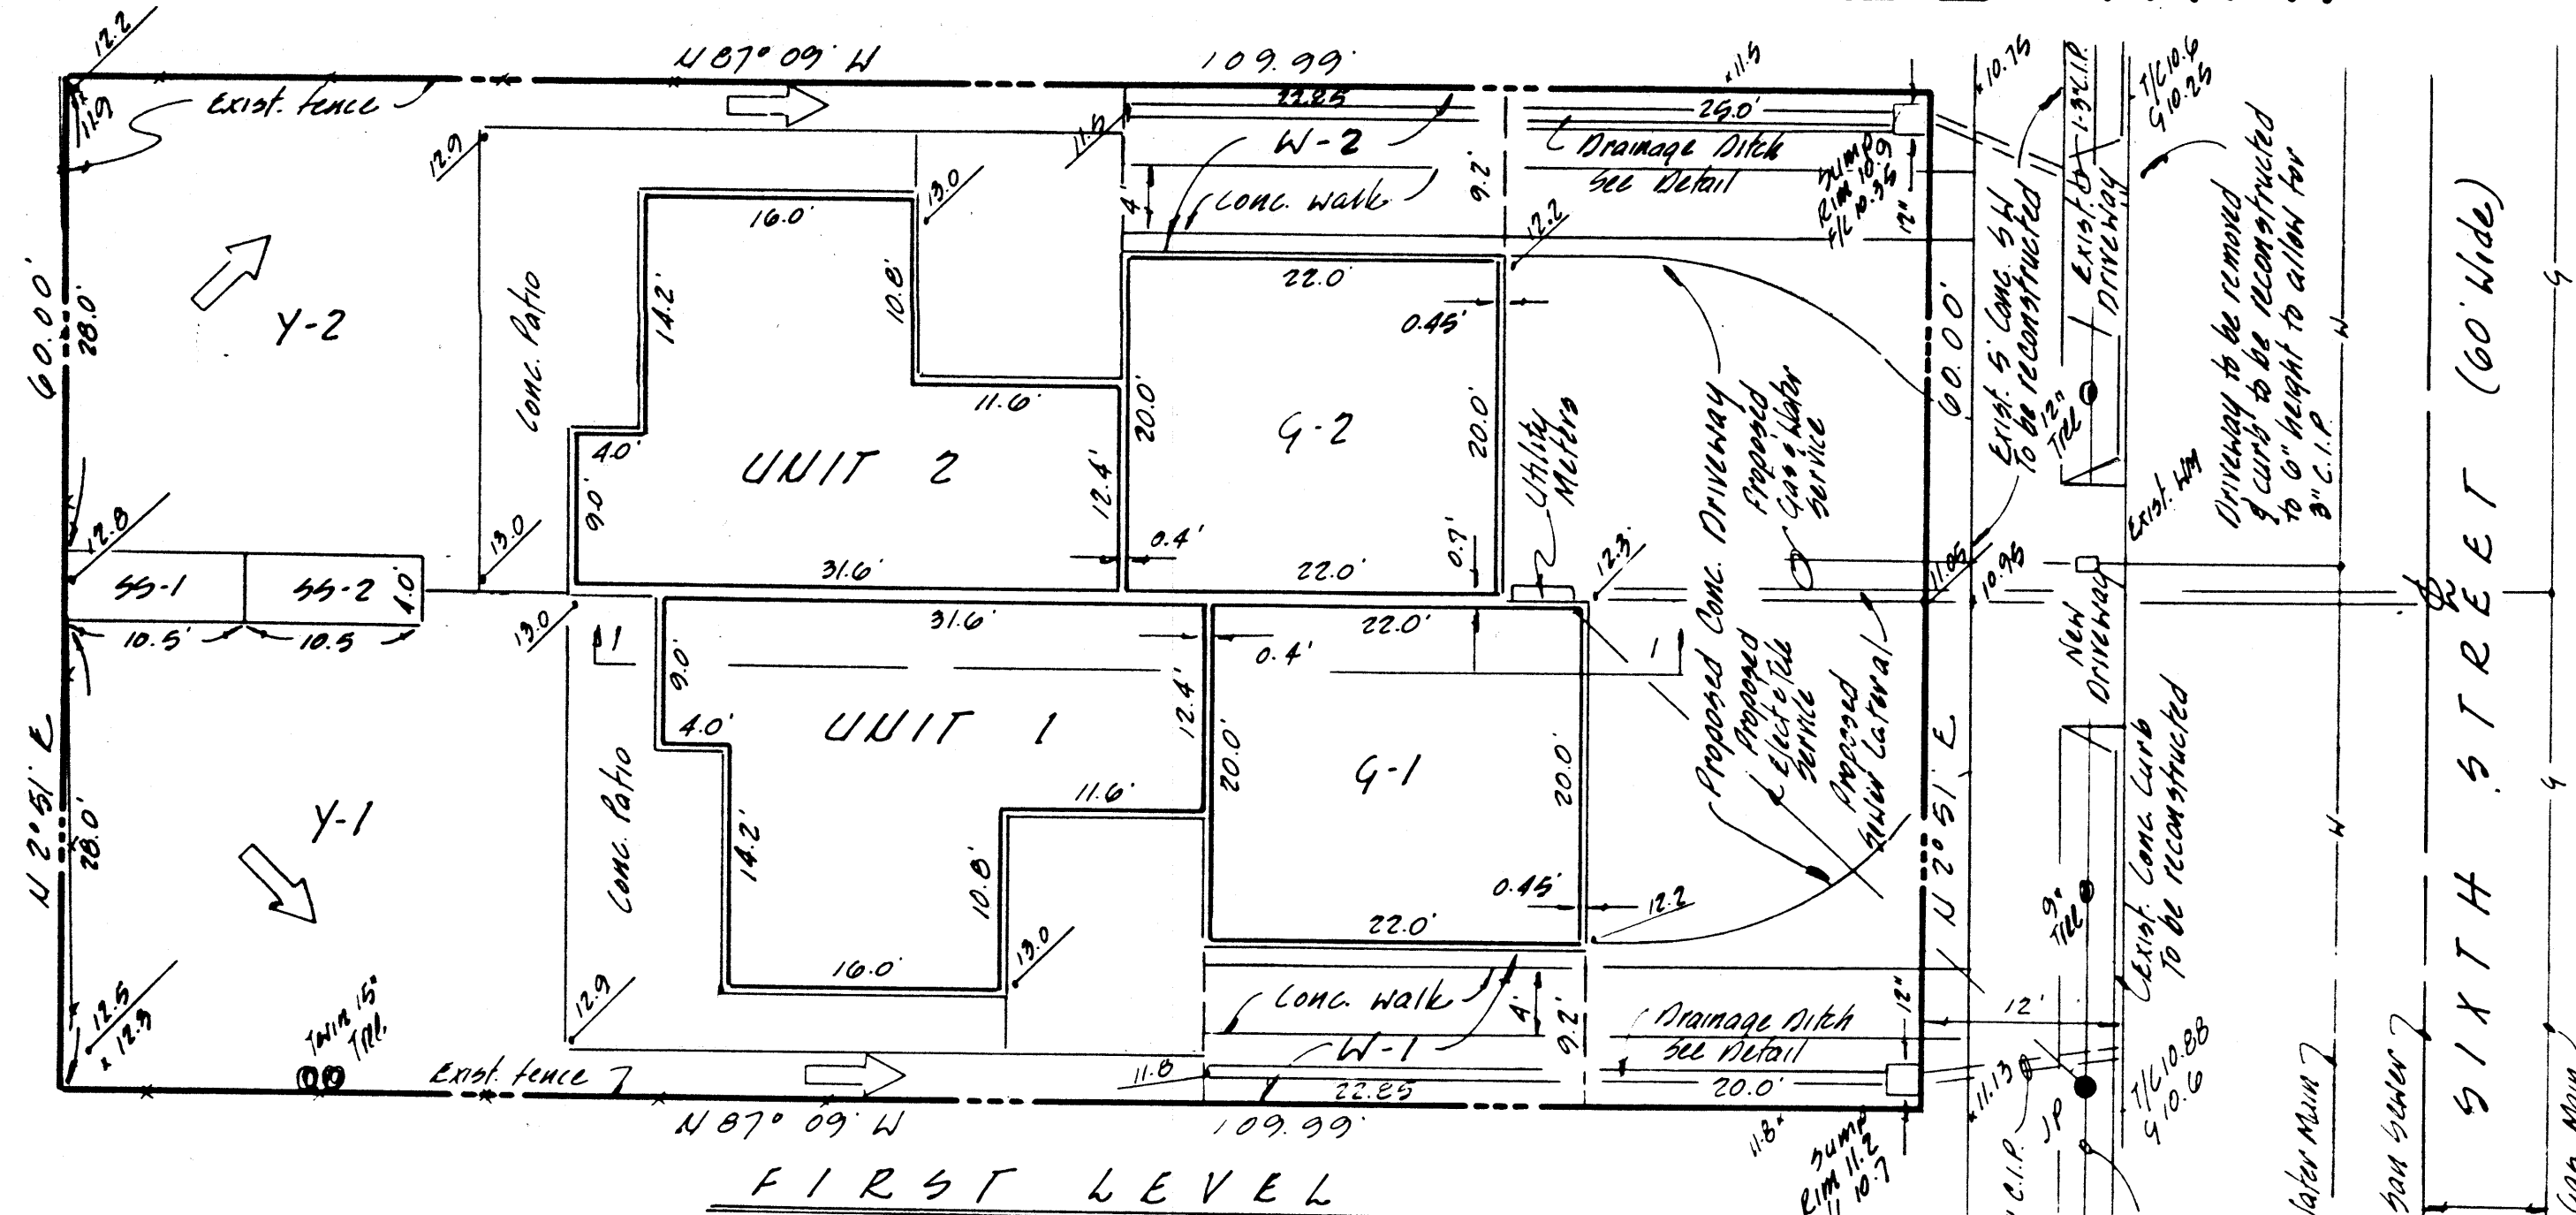 12.2
N 87° 09' W
109.99'
11.9
Exist. fence
12.9
13.0
11.5
22.85
W-2
Conc. walk
4'
9.2'
× 11.5
25.0'
Drainage Ditch
See Detail
Sump
Rim 10.9
F/L 10.35
12"
12.2
× 10.75
Exist. 5' Conc. S/W
To be reconstructed
Exist. 1-3" C.I.P.
Exist.
Driveway
T/C 10.6
G 10.25
Driveway to be removed
& curb to be reconstructed
to 6" height to allow for
3" C.I.P.
60.00'
28.0'
Y-2
Conc. Patio
16.0'
14.2'
10.8'
11.6'
4.0'
9.0'
UNIT 2
12.4'
0.4'
31.6'
13.0
22.0'
0.45'
20.0'
G-2
20.0'
0.7'
22.0'
Utility
Meters
12.3
Proposed Conc. Driveway
Proposed
Gas & Water
Service
60.00'
12"
Tree
Exist. WM
12.8
SS-1
SS-2
4.0'
10.5'
10.5
13.0
11.05
10.95
New
Driveway
1
31.6'
9.0'
4.0'
14.2'
UNIT 1
12.4'
0.4'
11.6'
10.8'
16.0'
13.0
Conc. Patio
12.9
22.0'
1
20.0'
G-1
20.0'
0.45'
22.0'
12.2
Proposed
Elect & Tele
Service
Proposed
Sewer Lateral
N 2° 51' E
9"
Tree
Exist. Conc. Curb
To be reconstructed
N 2° 51' E
28.0'
Y-1
12.5
× 12.3
Twin 15"
Tree
Exist. fence
N 87° 09' W
109.99'
Conc. walk
4'
9.2'
W-1
11.8
22.85
Drainage Ditch
See Detail
20.0'
12"
12'
11.8 ×
Sump
Rim 11.2
10.7
× 11.13
C.I.P.
JP
T/C 10.88
G 10.6
W
W
G
G
Water Main
San Sewer
Main
SIXTH STREET (60' Wide)
FIRST LEVEL